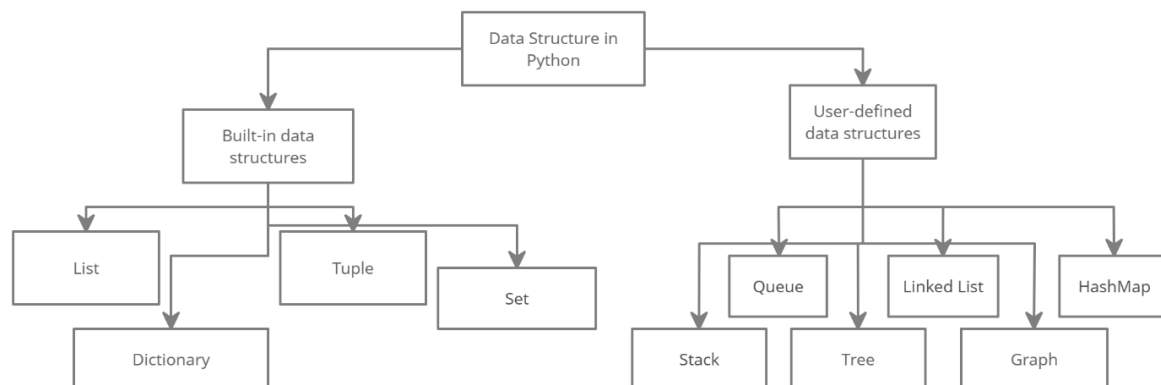 Data Structure in
Python
Built-in data
structures
User-defined
data structures
List
Tuple
Set
Dictionary
Queue
Linked List
HashMap
Stack
Tree
Graph